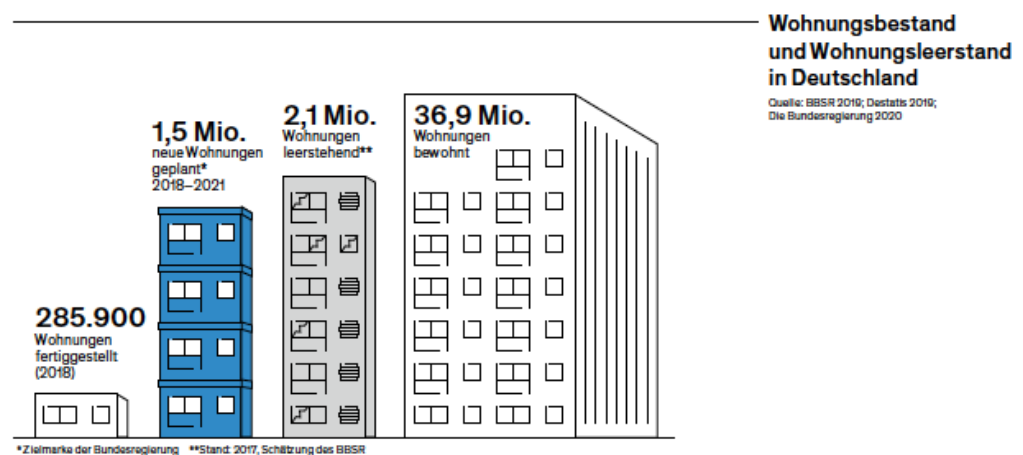 Wohnungsbestand
und Wohnungsleerstand
in Deutschland
Quelle: BBSR 2019; Destatis 2019;
Die Bundesregierung 2020
285.900
Wohnungen
fertiggestellt
(2018)
1,5 Mio.
neue Wohnungen
geplant*
2018–2021
2,1 Mio.
Wohnungen
leerstehend**
36,9 Mio.
Wohnungen
bewohnt
*Zielmarke der Bundesregierung **Stand: 2017, Schätzung des BBSR